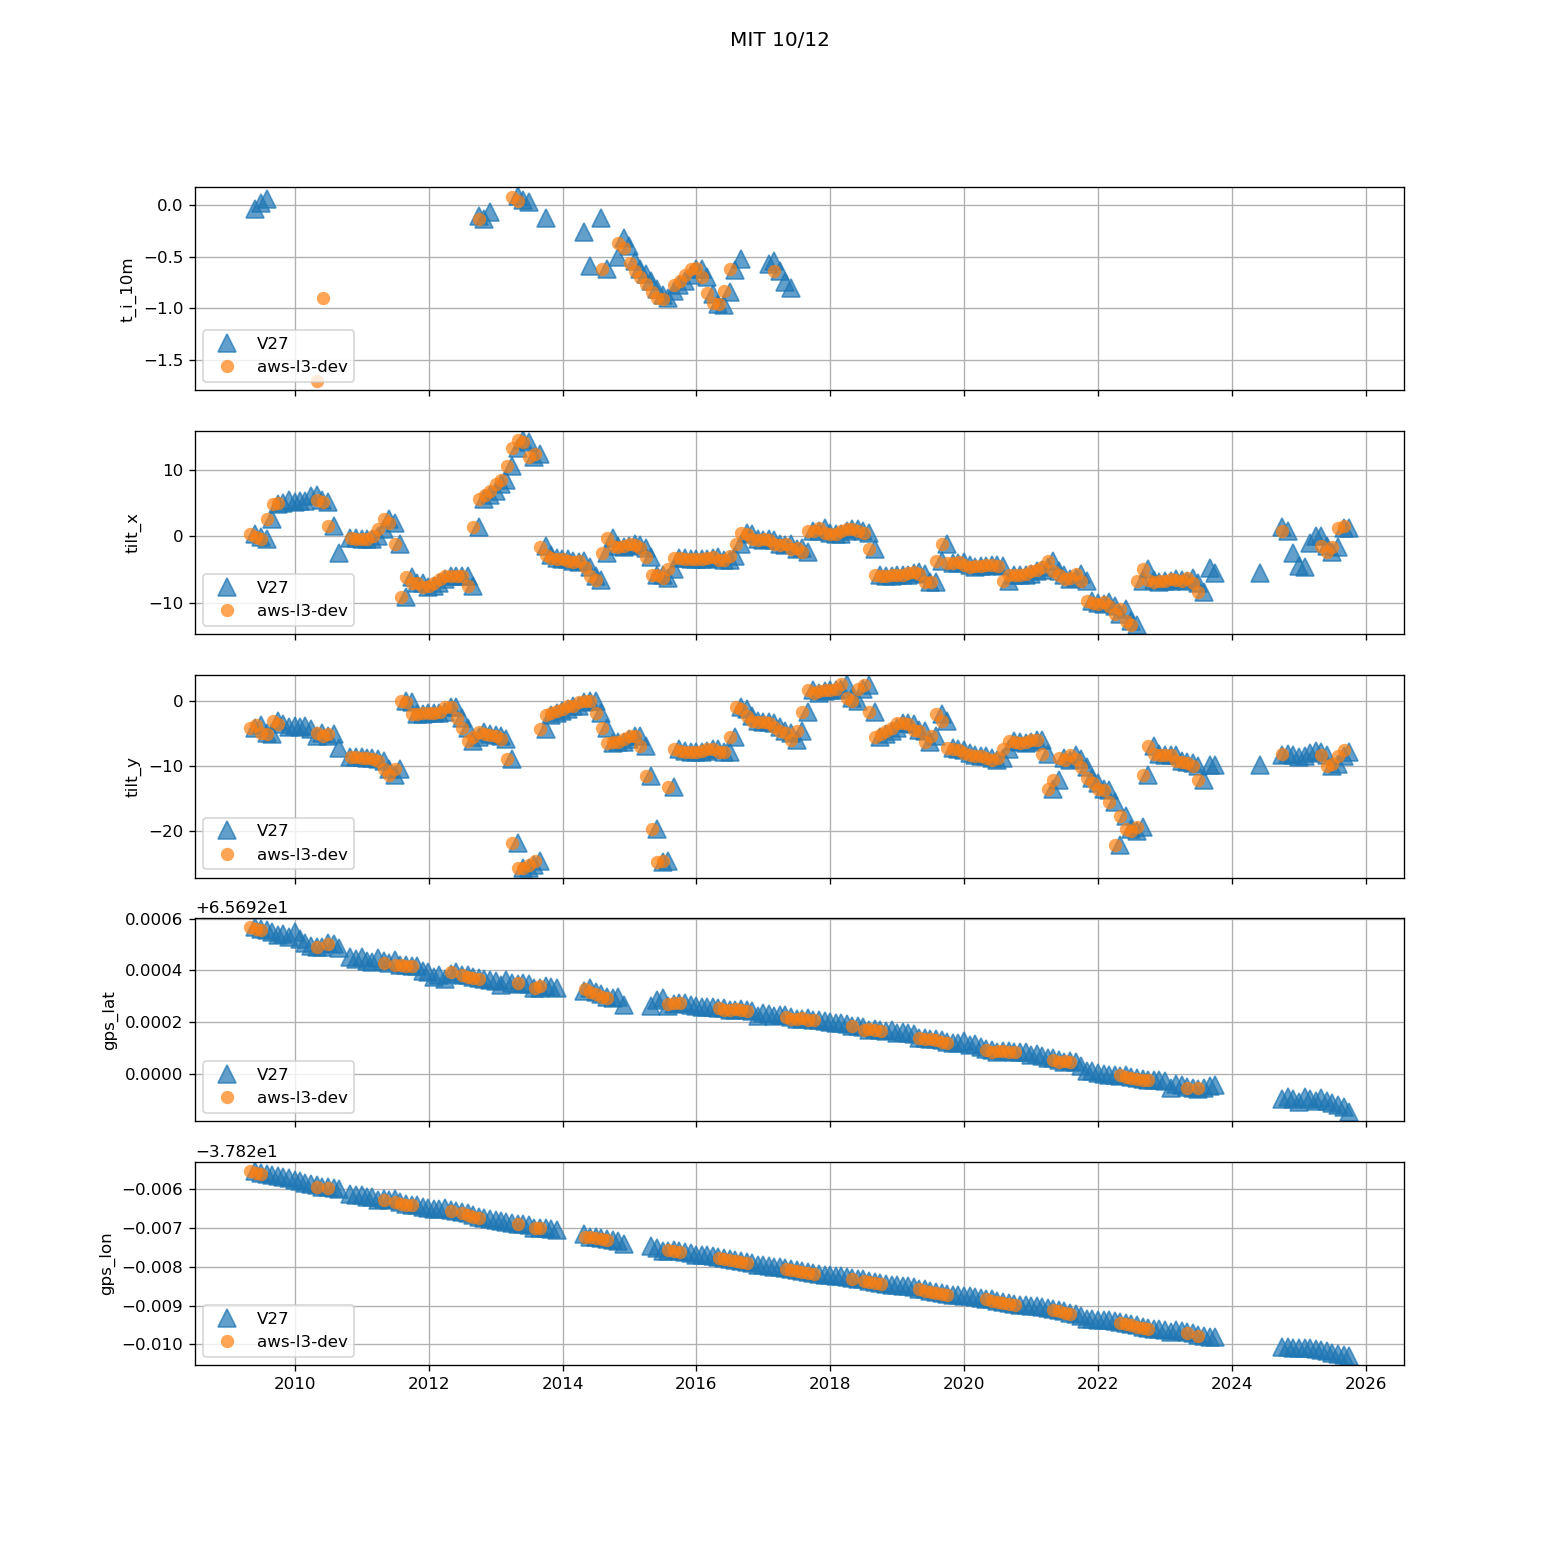 MIT 10/12
0.0
−0.5
−1.0
−1.5
t_i_10m
V27
aws-l3-dev
10
0
−10
tilt_x
V27
aws-l3-dev
0
−10
−20
tilt_y
V27
aws-l3-dev
+6.5692e1
0.0006
0.0004
0.0002
0.0000
gps_lat
V27
aws-l3-dev
−3.782e1
−0.006
−0.007
−0.008
−0.009
−0.010
gps_lon
V27
aws-l3-dev
2010 2012 2014 2016 2018 2020 2022 2024 2026